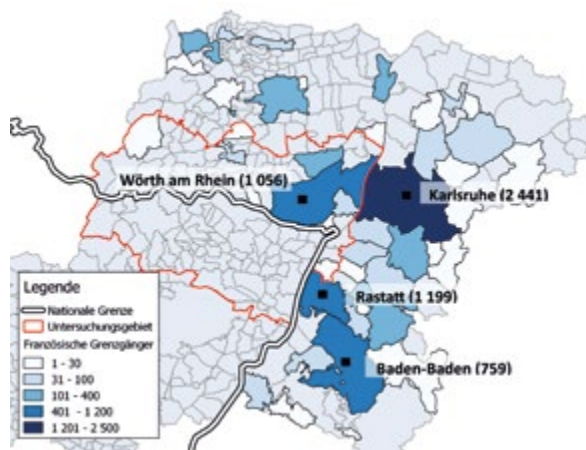 Wörth am Rhein (1 056)
Karlsruhe (2 441)
Rastatt (1 199)
Baden-Baden (759)
Legende
Nationale Grenze
Untersuchungsgebiet
Französische Grenzgänger
1 - 30
31 - 100
101 - 400
401 - 1 200
1 201 - 2 500